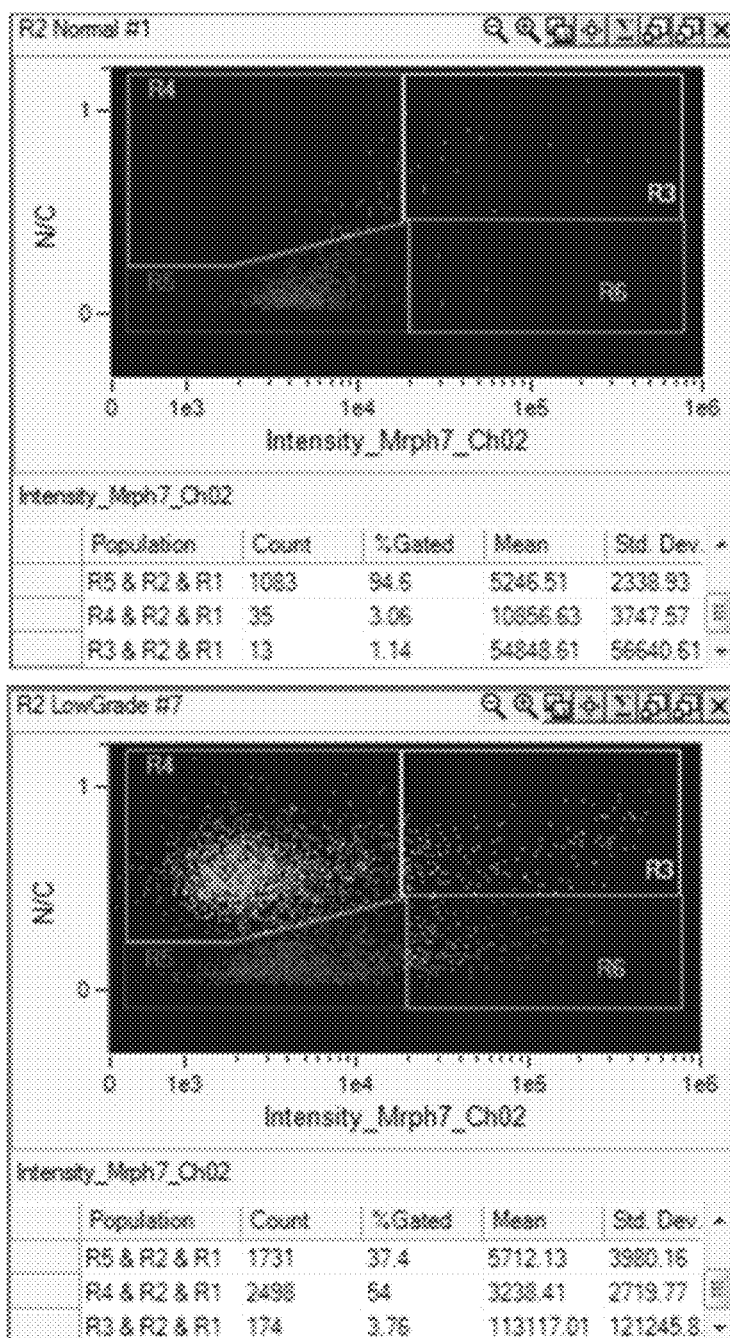 R2 Normal #1
R4
1
R3
N/C
R5
R6
0
0 1e3 1e4 1e5 1e6
Intensity_Mrph7_Ch02
Intensity_Mrph7_Ch02
Population Count %Gated Mean Std. Dev.
R5 & R2 & R1 1083 94.6 5246.51 2338.93
R4 & R2 & R1 35 3.06 10856.63 3747.57
R3 & R2 & R1 13 1.14 54848.61 56640.61
R2 LowGrade #7
R4
1
R3
N/C
R5
R6
0
0 1e3 1e4 1e5 1e6
Intensity_Mrph7_Ch02
Intensity_Mrph7_Ch02
Population Count %Gated Mean Std. Dev.
R5 & R2 & R1 1731 37.4 5712.13 3980.16
R4 & R2 & R1 2498 54 3238.41 2719.77
R3 & R2 & R1 174 3.76 113117.01 121245.8